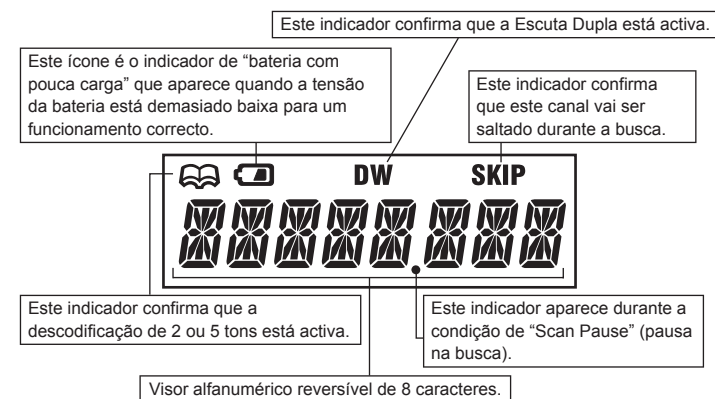 Este indicador confirma que a Escuta Dupla está activa.
Este ícone é o indicador de “bateria com
pouca carga” que aparece quando a tensão
da bateria está demasiado baixa para um
funcionamento correcto.
Este indicador confirma
que este canal vai ser
saltado durante a busca.
DW SKIP
Este indicador confirma que a
descodificação de 2 ou 5 tons está activa.
Este indicador aparece durante a
condição de “Scan Pause” (pausa
na busca).
Visor alfanumérico reversível de 8 caracteres.